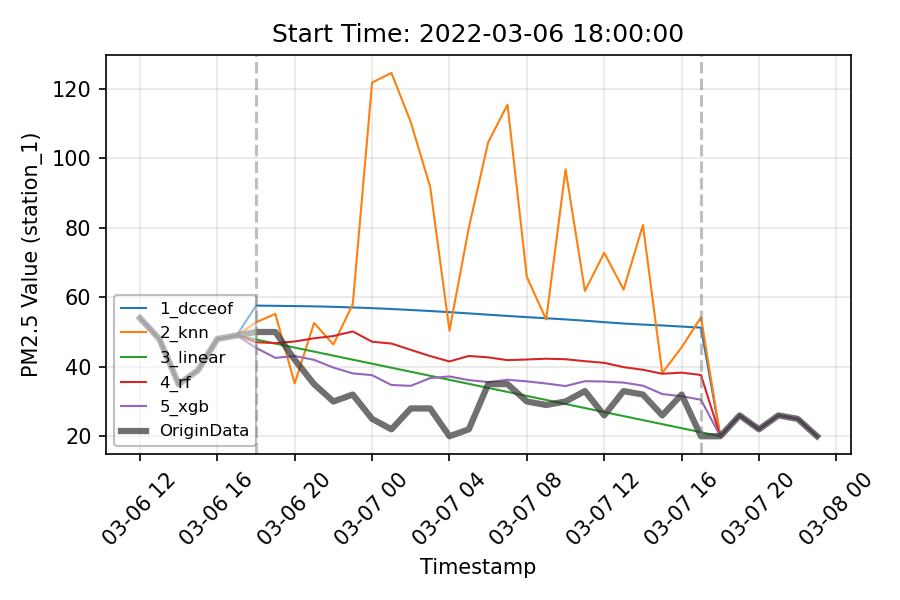 Start Time: 2022-03-06 18:00:00
PM2.5 Value (station_1)
120
100
80
60
40
20
1_dcceof
2_knn
3_linear
4_rf
5_xgb
OriginData
03-06 12
03-06 16
03-06 20
03-07 00
03-07 04
03-07 08
03-07 12
03-07 16
03-07 20
03-08 00
Timestamp